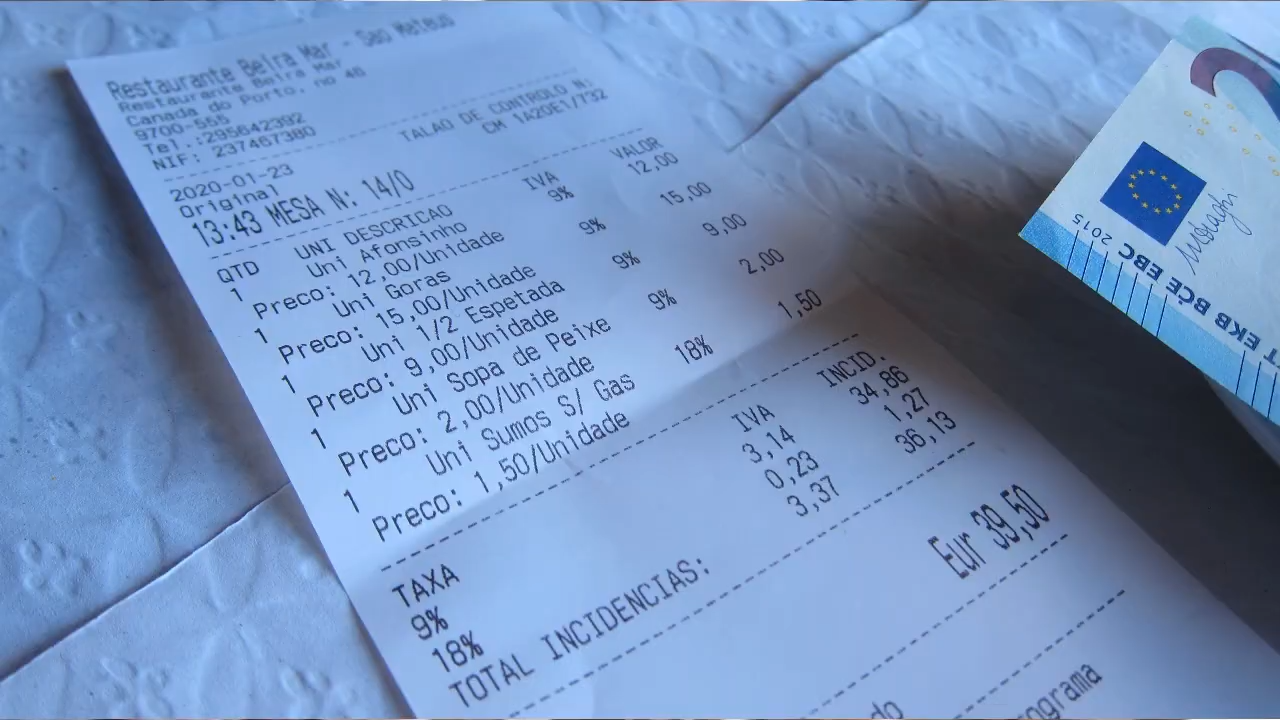 Restaurante Beira Mar - Sao Mateus
Restaurante Beira Mar
Canada do Porto, no 46
9700-555
Tel.:295642392
NIF: 237467380
TALAO DE CONTROLO N:
CM 1A20E1/732
2020-01-23
Original
13:43 MESA N: 14/0
QTD UNI DESCRICAO IVA VALOR
1 Uni Afonsinho 9% 12,00
Preco: 12,00/Unidade
1 Uni Goras 9% 15,00
Preco: 15,00/Unidade
1 Uni 1/2 Espetada 9% 9,00
Preco: 9,00/Unidade
1 Uni Sopa de Peixe 9% 2,00
Preco: 2,00/Unidade
1 Uni Sumos S/ Gas 18% 1,50
Preco: 1,50/Unidade
TAXA IVA INCID.
9% 3,14 34,86
18% 0,23 1,27
TOTAL INCIDENCIAS: 3,37 36,13
Eur 39,50
2015
EKB BCE EBC